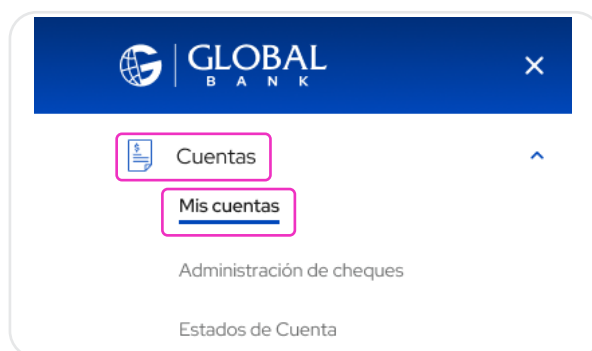 GLOBAL
BANK
Cuentas
Mis cuentas
Administración de cheques
Estados de Cuenta